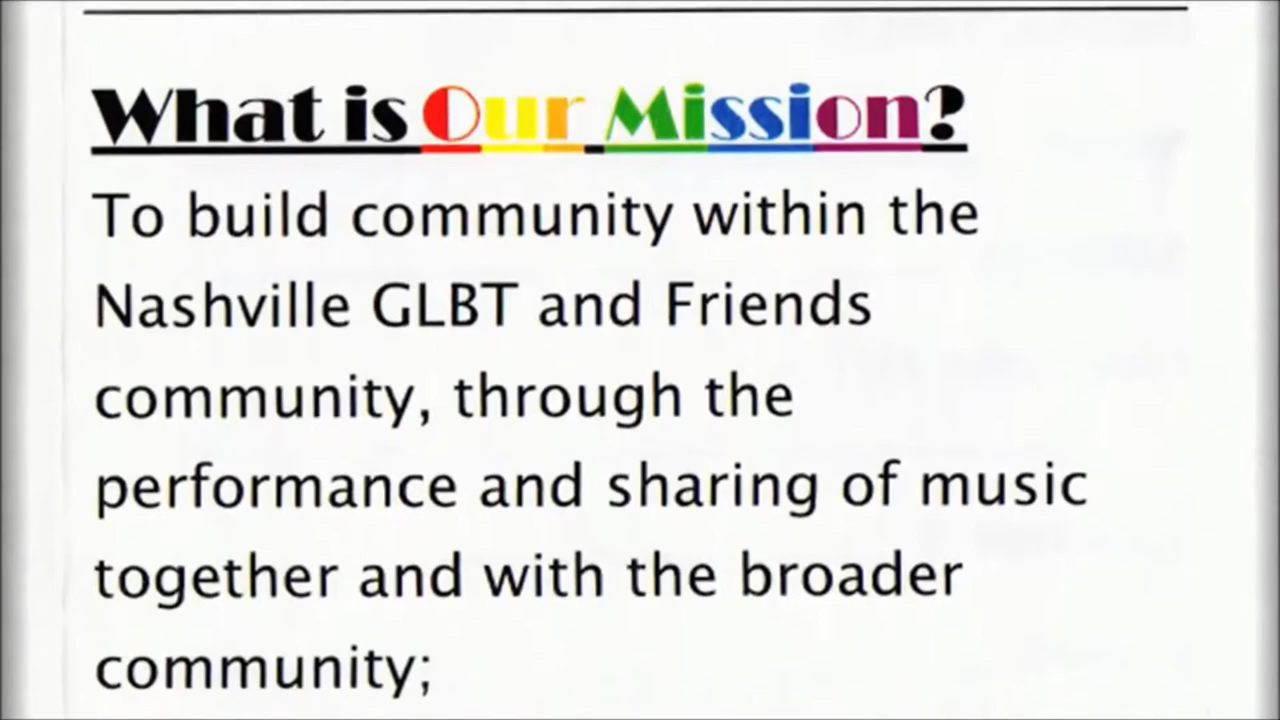 What is Our Mission?
To build community within the
Nashville GLBT and Friends
community, through the
performance and sharing of music
together and with the broader
community;